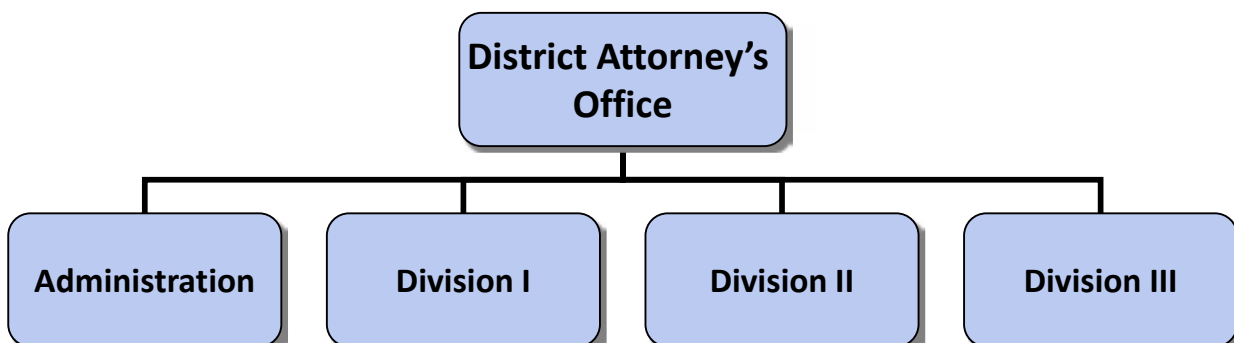 District Attorney’s
Office
Administration
Division I
Division II
Division III